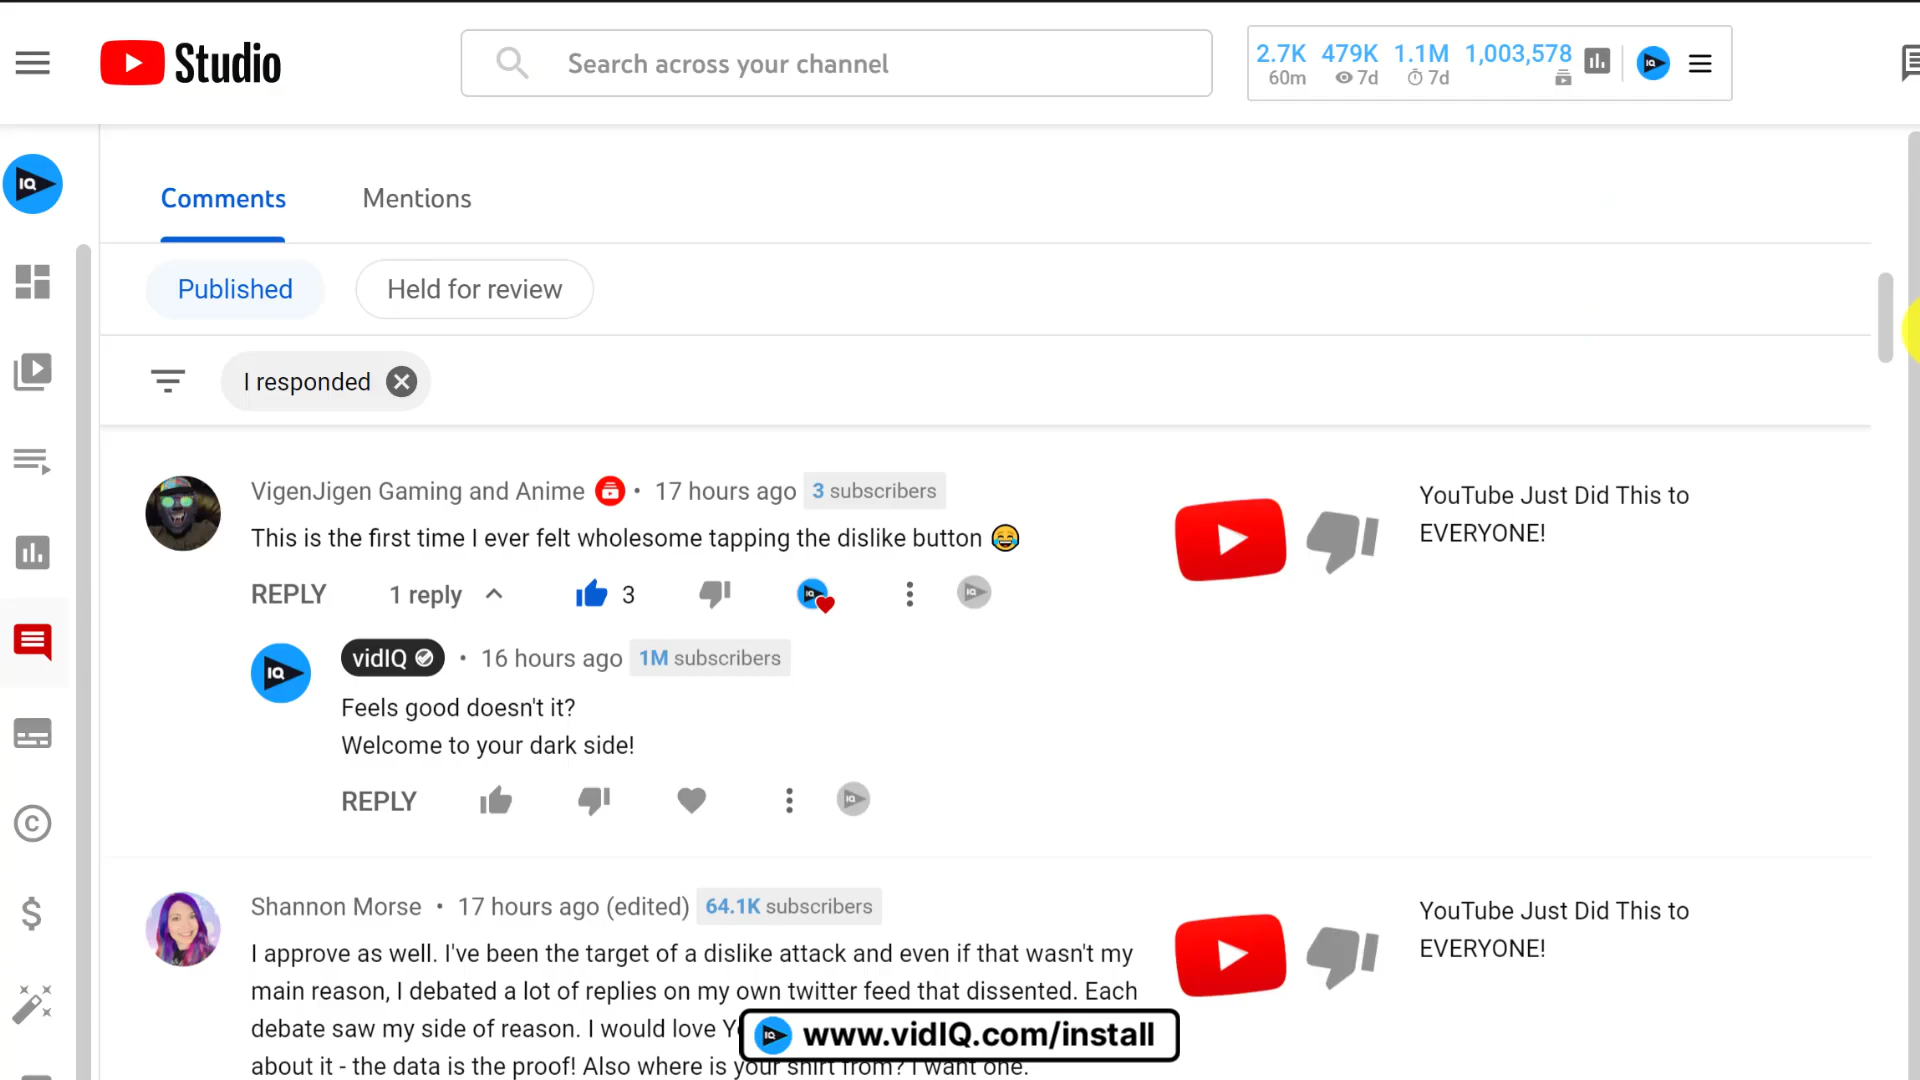 Studio
Search across your channel
2.7K 479K 1.1M 1,003,578
60m 7d 7d
IQ
Comments Mentions
Published Held for review
I responded
VigenJigen Gaming and Anime • 17 hours ago 3 subscribers
This is the first time I ever felt wholesome tapping the dislike button 😂
REPLY 1 reply 3
YouTube Just Did This to
EVERYONE!
vidIQ • 16 hours ago 1M subscribers
Feels good doesn't it?
Welcome to your dark side!
REPLY
Shannon Morse • 17 hours ago (edited) 64.1K subscribers
I approve as well. I've been the target of a dislike attack and even if that wasn't my
main reason, I debated a lot of replies on my own twitter feed that dissented. Each
debate saw my side of reason. I would love
about it - the data is the proof! Also where is your shirt from? I want one.
YouTube Just Did This to
EVERYONE!
www.vidIQ.com/install